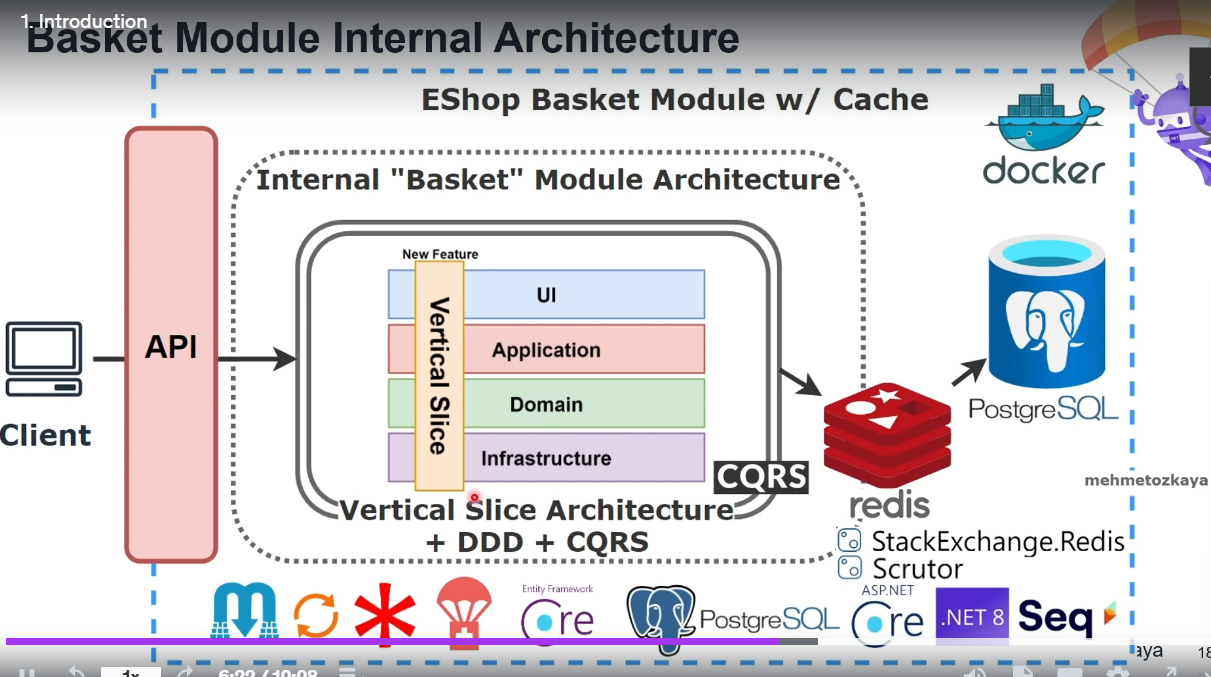 1. Introduction
Basket Module Internal Architecture
EShop Basket Module w/ Cache
docker
Internal "Basket" Module Architecture
New Feature
UI
Application
Domain
Infrastructure
Vertical Slice
API
Client
CQRS
Vertical Slice Architecture
+ DDD + CQRS
redis
PostgreSQL
mehmetozkaya
StackExchange.Redis
Scrutor
Entity Framework
Core
PostgreSQL
ASP.NET
Core
.NET 8
Seq
aya
18
1x
6:22 / 10:08